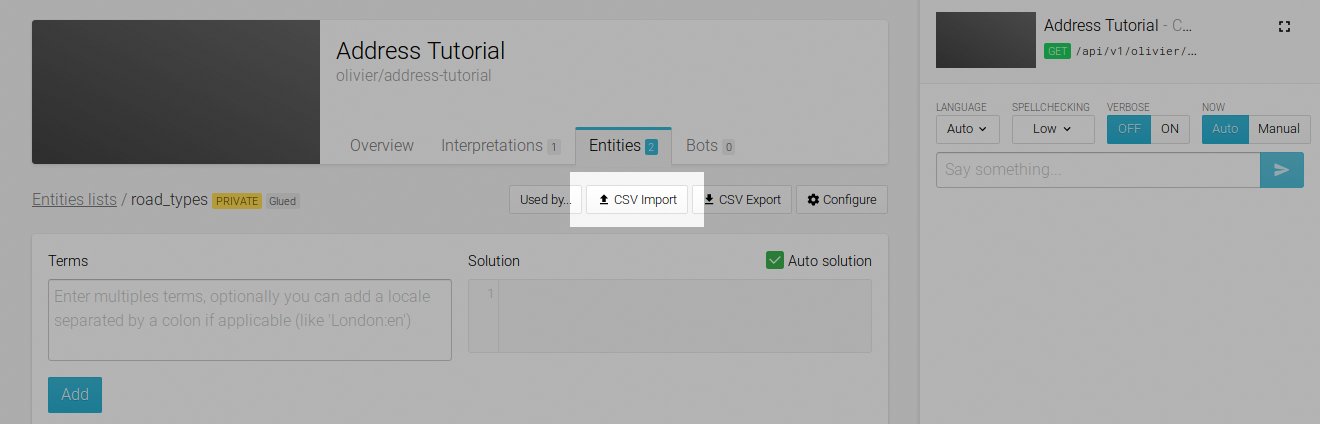 Address Tutorial
olivier/address-tutorial
Overview Interpretations 1 Entities 2 Bots 0
Entities lists / road_types PRIVATE Glued Used by... CSV Import CSV Export Configure
Terms
Enter multiples terms, optionally you can add a locale
separated by a colon if applicable (like 'London:en')
Add
Solution Auto solution
1
Address Tutorial - C...
GET /api/v1/olivier/...
LANGUAGE SPELLCHECKING VERBOSE NOW
Auto Low OFF ON Auto Manual
Say something...